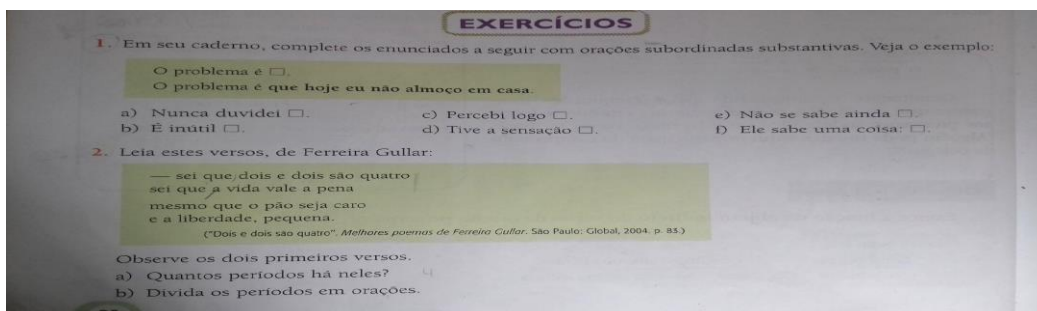 EXERCÍCIOS
1. Em seu caderno, complete os enunciados a seguir com orações subordinadas substantivas. Veja o exemplo:
O problema é □.
O problema é que hoje eu não almoço em casa.
a) Nunca duvidei □. c) Percebi logo □. e) Não se sabe ainda □.
b) É inútil □. d) Tive a sensação □. f) Ele sabe uma coisa: □.
2. Leia estes versos, de Ferreira Gullar:
— sei que dois e dois são quatro
sei que a vida vale a pena
mesmo que o pão seja caro
e a liberdade, pequena.
("Dois e dois são quatro". Melhores poemas de Ferreira Gullar. São Paulo: Global, 2004. p. 83.)
Observe os dois primeiros versos.
a) Quantos períodos há neles?
b) Divida os períodos em orações.